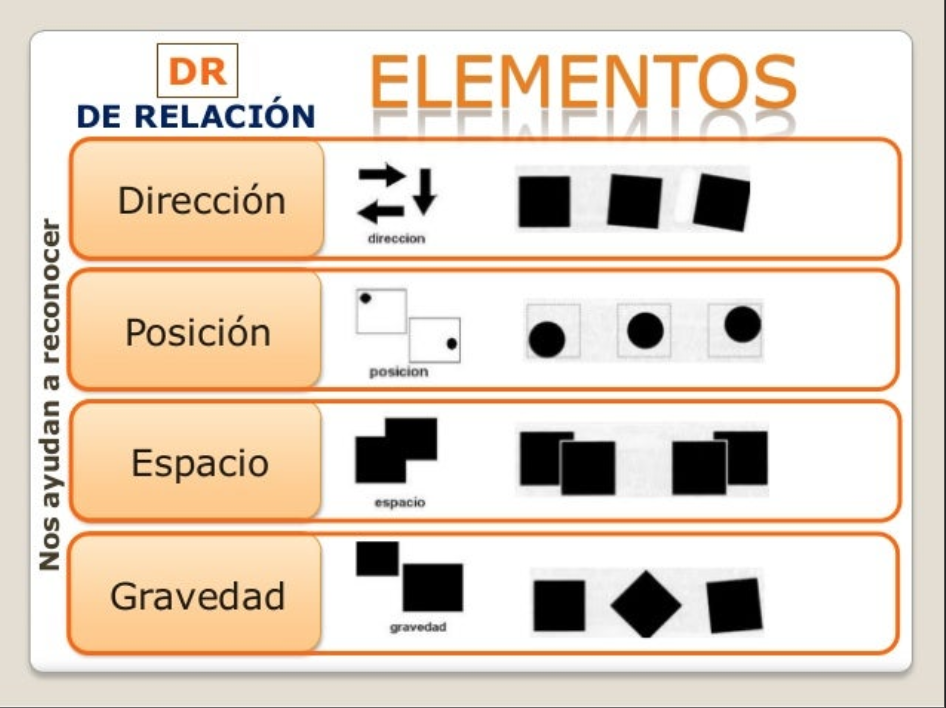 DR
DE RELACIÓN
ELEMENTOS
Nos ayudan a reconocer
Dirección
direccion
Posición
posicion
Espacio
espacio
Gravedad
gravedad